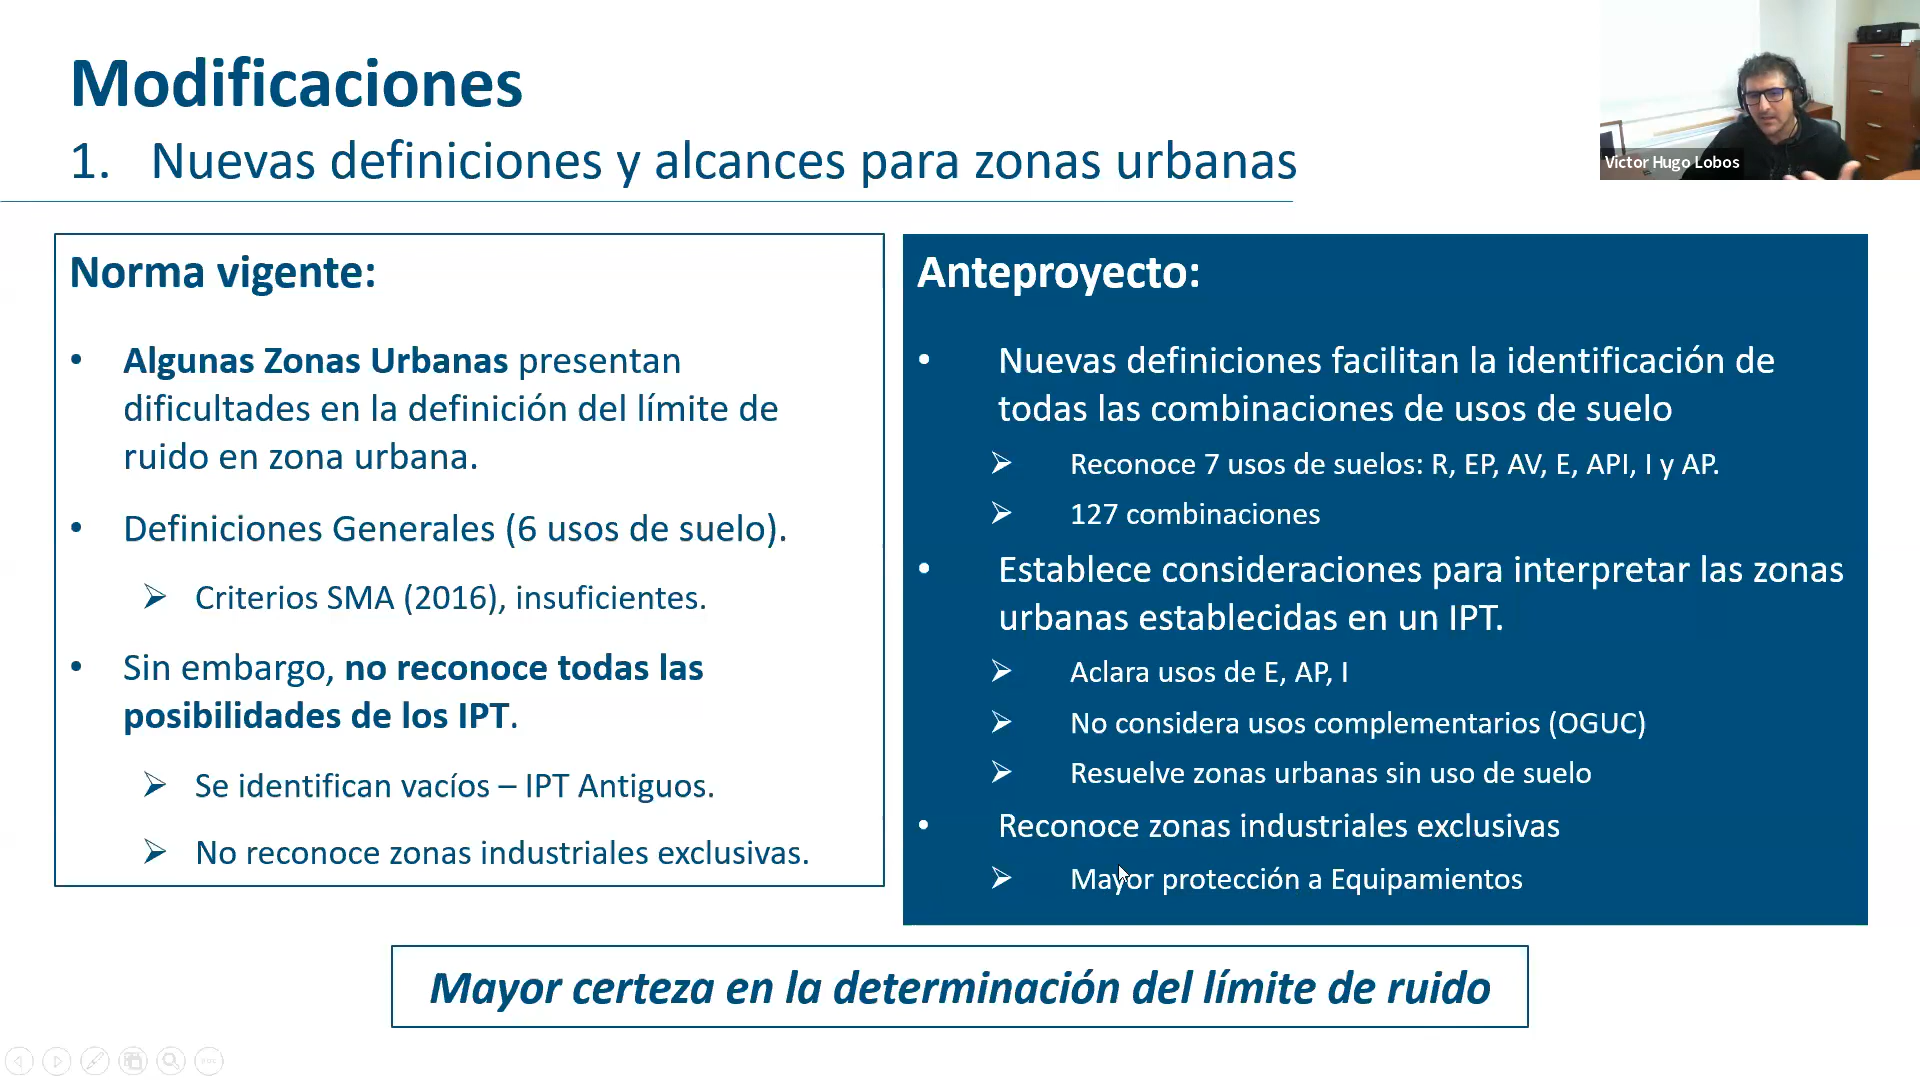 Modificaciones
1. Nuevas definiciones y alcances para zonas urbanas
Victor Hugo Lobos
Norma vigente:
• Algunas Zonas Urbanas presentan
dificultades en la definición del límite de
ruido en zona urbana.
• Definiciones Generales (6 usos de suelo).
➢ Criterios SMA (2016), insuficientes.
• Sin embargo, no reconoce todas las
posibilidades de los IPT.
➢ Se identifican vacíos – IPT Antiguos.
➢ No reconoce zonas industriales exclusivas.
Anteproyecto:
• Nuevas definiciones facilitan la identificación de
todas las combinaciones de usos de suelo
➢ Reconoce 7 usos de suelos: R, EP, AV, E, API, I y AP.
➢ 127 combinaciones
• Establece consideraciones para interpretar las zonas
urbanas establecidas en un IPT.
➢ Aclara usos de E, AP, I
➢ No considera usos complementarios (OGUC)
➢ Resuelve zonas urbanas sin uso de suelo
• Reconoce zonas industriales exclusivas
➢ Mayor protección a Equipamientos
Mayor certeza en la determinación del límite de ruido